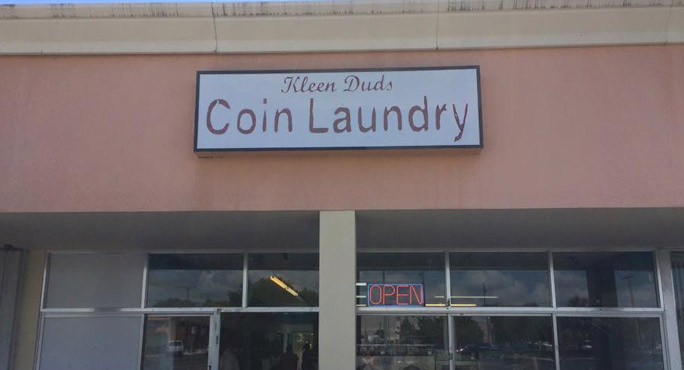 Kleen Duds
Coin Laundry
OPEN